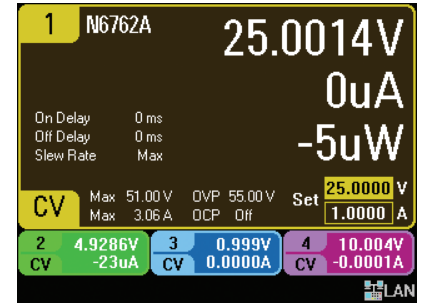 1 N6762A 25.0014V
0uA
-5uW
On Delay 0 ms
Off Delay 0 ms
Slew Rate Max
CV Max 51.00 V OVP 55.00 V Set 25.0000 V
Max 3.06 A OCP Off 1.0000 A
2 4.9286V 3 0.999V 4 10.004V
CV -23uA CV 0.0000A CV -0.0001A
LAN